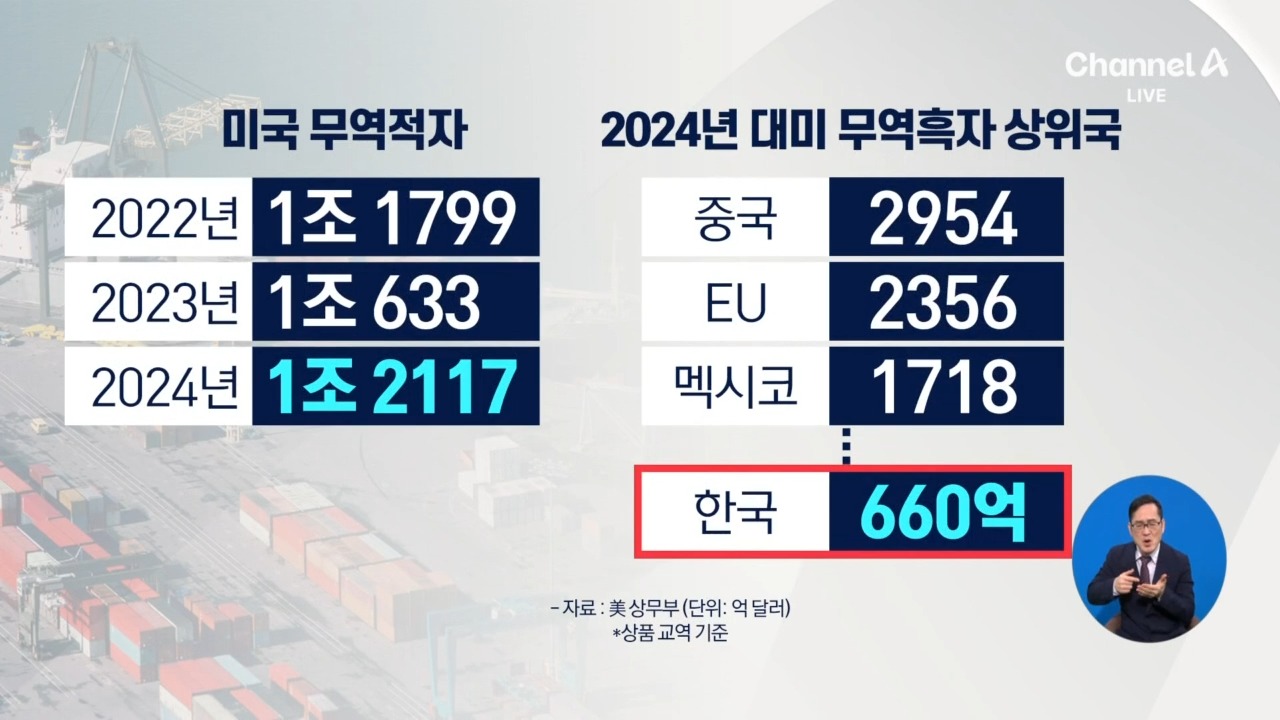 Channel A
LIVE
미국 무역적자
2022년 1조 1799
2023년 1조 633
2024년 1조 2117
2024년 대미 무역흑자 상위국
중국 2954
EU 2356
멕시코 1718
한국 660억
- 자료 : 美 상무부 (단위: 억 달러)
*상품 교역 기준